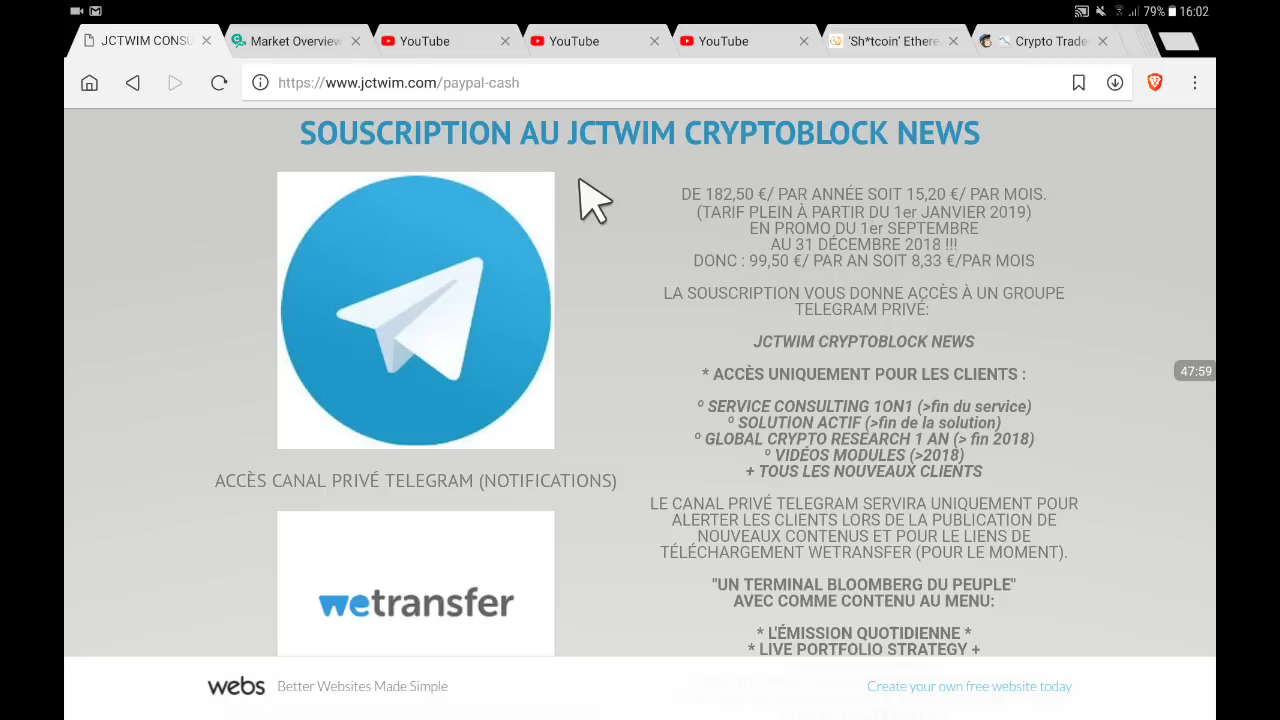 79% 16:02
JCTWIM CONSU
Market Overview
YouTube
YouTube
YouTube
'Sh*tcoin' Ethere
Crypto Trade
https://www.jctwim.com/paypal-cash
SOUSCRIPTION AU JCTWIM CRYPTOBLOCK NEWS
DE 182,50 €/ PAR ANNÉE SOIT 15,20 €/ PAR MOIS.
(TARIF PLEIN À PARTIR DU 1er JANVIER 2019)
EN PROMO DU 1er SEPTEMBRE
AU 31 DÉCEMBRE 2018 !!!
DONC : 99,50 €/ PAR AN SOIT 8,33 €/PAR MOIS
LA SOUSCRIPTION VOUS DONNE ACCÈS À UN GROUPE
TELEGRAM PRIVÉ:
JCTWIM CRYPTOBLOCK NEWS
* ACCÈS UNIQUEMENT POUR LES CLIENTS :
º SERVICE CONSULTING 1ON1 (>fin du service)
º SOLUTION ACTIF (>fin de la solution)
º GLOBAL CRYPTO RESEARCH 1 AN (> fin 2018)
º VIDÉOS MODULES (>2018)
+ TOUS LES NOUVEAUX CLIENTS
LE CANAL PRIVÉ TELEGRAM SERVIRA UNIQUEMENT POUR
ALERTER LES CLIENTS LORS DE LA PUBLICATION DE
NOUVEAUX CONTENUS ET POUR LE LIENS DE
TÉLÉCHARGEMENT WETRANSFER (POUR LE MOMENT).
"UN TERMINAL BLOOMBERG DU PEUPLE"
AVEC COMME CONTENU AU MENU:
* L'ÉMISSION QUOTIDIENNE *
* LIVE PORTFOLIO STRATEGY +
ACCÈS CANAL PRIVÉ TELEGRAM (NOTIFICATIONS)
wetransfer
47:59
webs Better Websites Made Simple
Create your own free website today